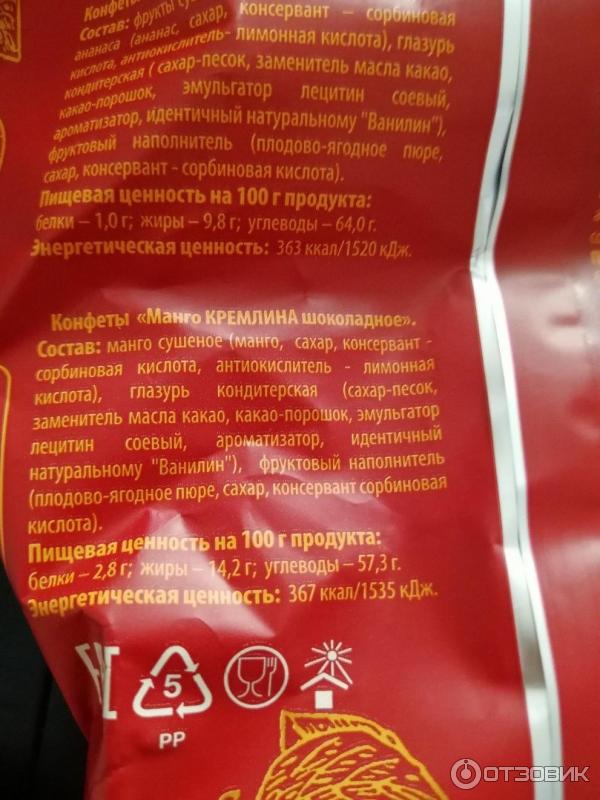 Конфеты
Состав: фрукты консервант – сорбиновая
ананаса (ананас, сахар,
кислота, антиокислитель- лимонная кислота), глазурь
кондитерская ( сахар-песок, заменитель масла какао,
какао-порошок, эмульгатор лецитин соевый,
ароматизатор, идентичный натуральному "Ванилин"),
фруктовый наполнитель (плодово-ягодное пюре,
сахар, консервант - сорбиновая кислота).
Пищевая ценность на 100 г продукта:
белки – 1,0 г; жиры – 9,8 г; углеводы – 64,0 г.
Энергетическая ценность: 363 ккал/1520 кДж.
Конфеты «Манго КРЕМЛИНА шоколадное».
Состав: манго сушеное (манго, сахар, консервант -
сорбиновая кислота, антиокислитель - лимонная
кислота), глазурь кондитерская (сахар-песок,
заменитель масла какао, какао-порошок, эмульгатор
лецитин соевый, ароматизатор, идентичный
натуральному "Ванилин"), фруктовый наполнитель
(плодово-ягодное пюре, сахар, консервант сорбиновая
кислота).
Пищевая ценность на 100 г продукта:
белки – 2,8 г; жиры – 14,2 г; углеводы – 57,3 г.
Энергетическая ценность: 367 ккал/1535 кДж.
EAC
5
PP
ОТЗОВИК